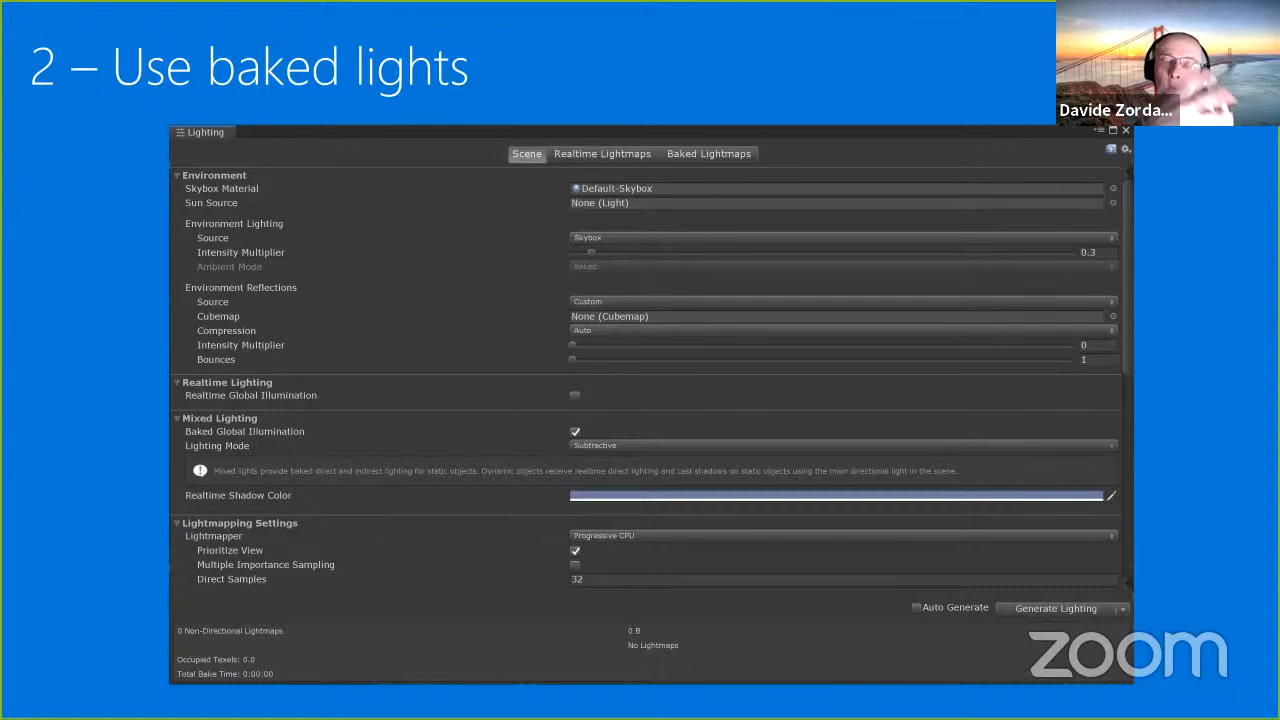 2 – Use baked lights
Davide Zorda...
Lighting
Scene Realtime Lightmaps Baked Lightmaps
Environment
Skybox Material Default-Skybox
Sun Source None (Light)
Environment Lighting
Source Skybox
Intensity Multiplier 0.3
Ambient Mode Baked
Environment Reflections
Source Custom
Cubemap None (Cubemap)
Compression Auto
Intensity Multiplier 0
Bounces 1
Realtime Lighting
Realtime Global Illumination
Mixed Lighting
Baked Global Illumination
Lighting Mode Subtractive
Mixed lights provide baked direct and indirect lighting for static objects. Dynamic objects receive realtime direct lighting and cast shadows on static objects using the main directional light in the scene.
Realtime Shadow Color
Lightmapping Settings
Lightmapper Progressive CPU
Prioritize View
Multiple Importance Sampling
Direct Samples 32
Auto Generate Generate Lighting
0 Non-Directional Lightmaps 0 B
No Lightmaps
Occupied Texels: 0.0
Total Bake Time: 0:00:00
zoom